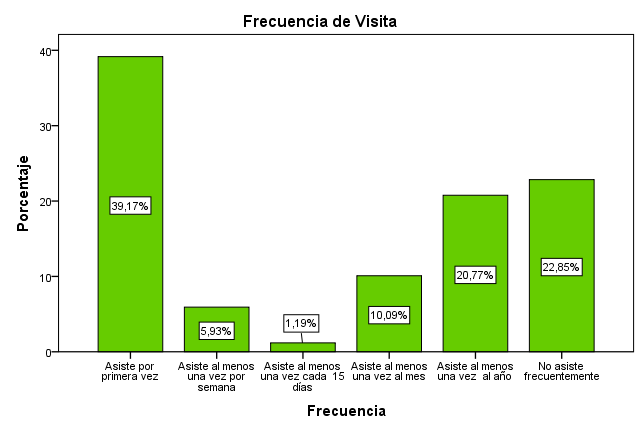 Frecuencia de Visita
Porcentaje
40
30
20
10
0
39,17%
5,93%
1,19%
10,09%
20,77%
22,85%
Asiste por
primera vez
Asiste al menos
una vez por
semana
Asiste al menos
una vez cada 15
días
Asiste al menos
una vez al mes
Asiste al menos
una vez al año
No asiste
frecuentemente
Frecuencia